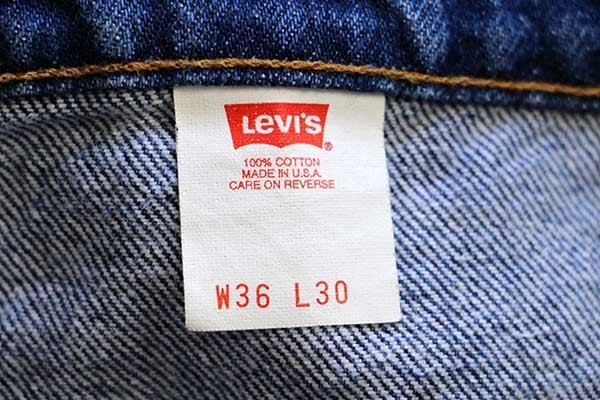 LEVI'S ®
100% COTTON
MADE IN U.S.A.
CARE ON REVERSE
W36 L30